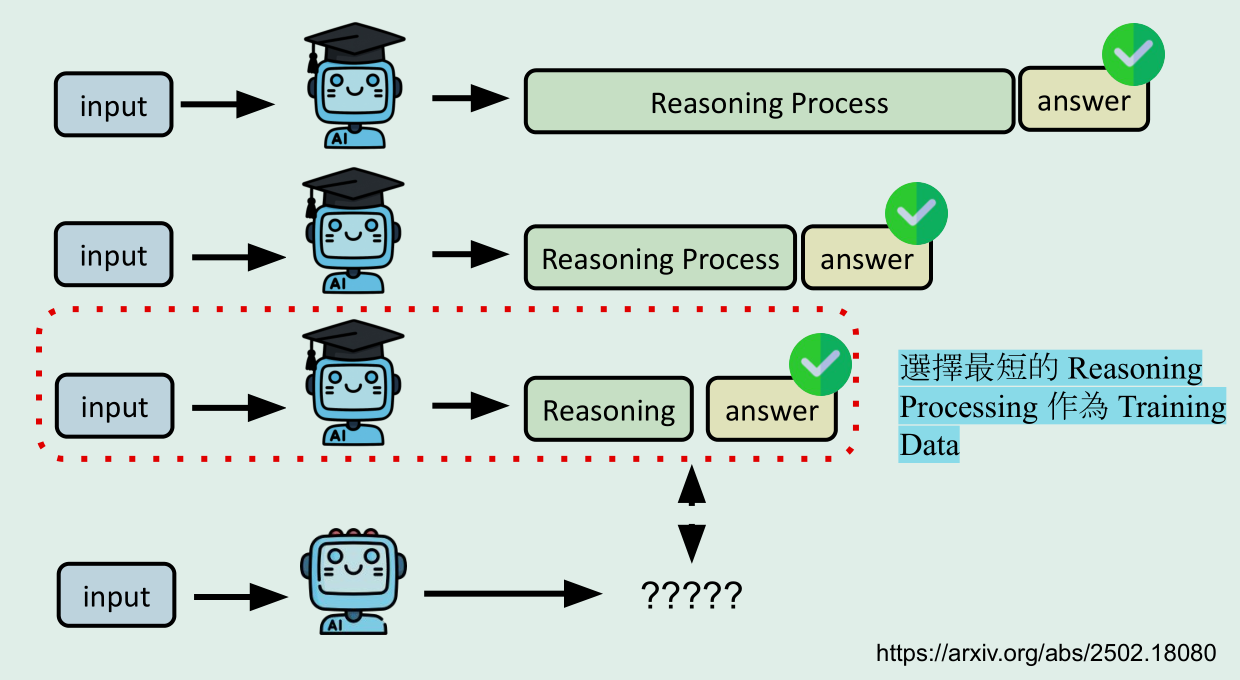 input
AI
Reasoning Process
answer
input
AI
Reasoning Process
answer
input
AI
Reasoning
answer
選擇最短的 Reasoning
Processing 作為 Training
Data
input
AI
?????
https://arxiv.org/abs/2502.18080